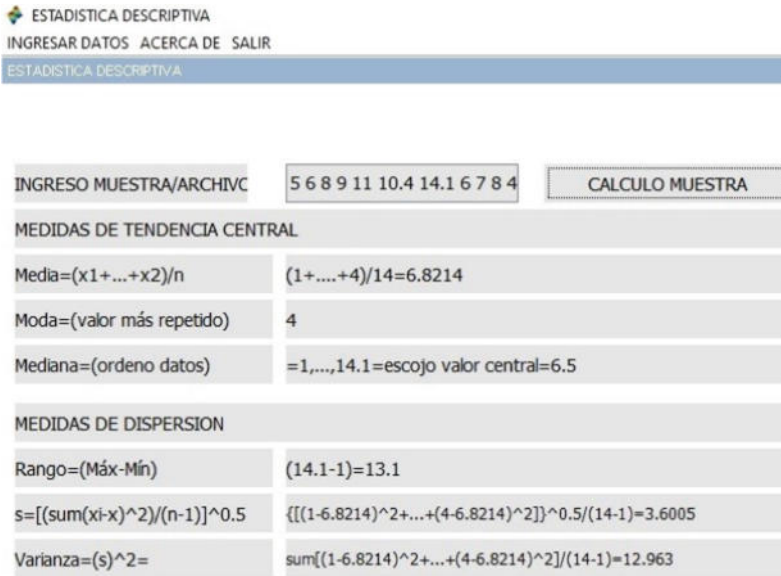 ESTADISTICA DESCRIPTIVA
INGRESAR DATOS ACERCA DE SALIR
ESTADISTICA DESCRIPTIVA
INGRESO MUESTRA/ARCHIVO 5 6 8 9 11 10.4 14.1 6 7 8 4 CALCULO MUESTRA
MEDIDAS DE TENDENCIA CENTRAL
Media=(x1+...+x2)/n (1+....+4)/14=6.8214
Moda=(valor más repetido) 4
Mediana=(ordeno datos) =1,...,14.1=escojo valor central=6.5
MEDIDAS DE DISPERSION
Rango=(Máx-Mín) (14.1-1)=13.1
s=[(sum(xi-x)^2)/(n-1)]^0.5 {[(1-6.8214)^2+...+(4-6.8214)^2]}^0.5/(14-1)=3.6005
Varianza=(s)^2= sum[(1-6.8214)^2+...+(4-6.8214)^2]/(14-1)=12.963